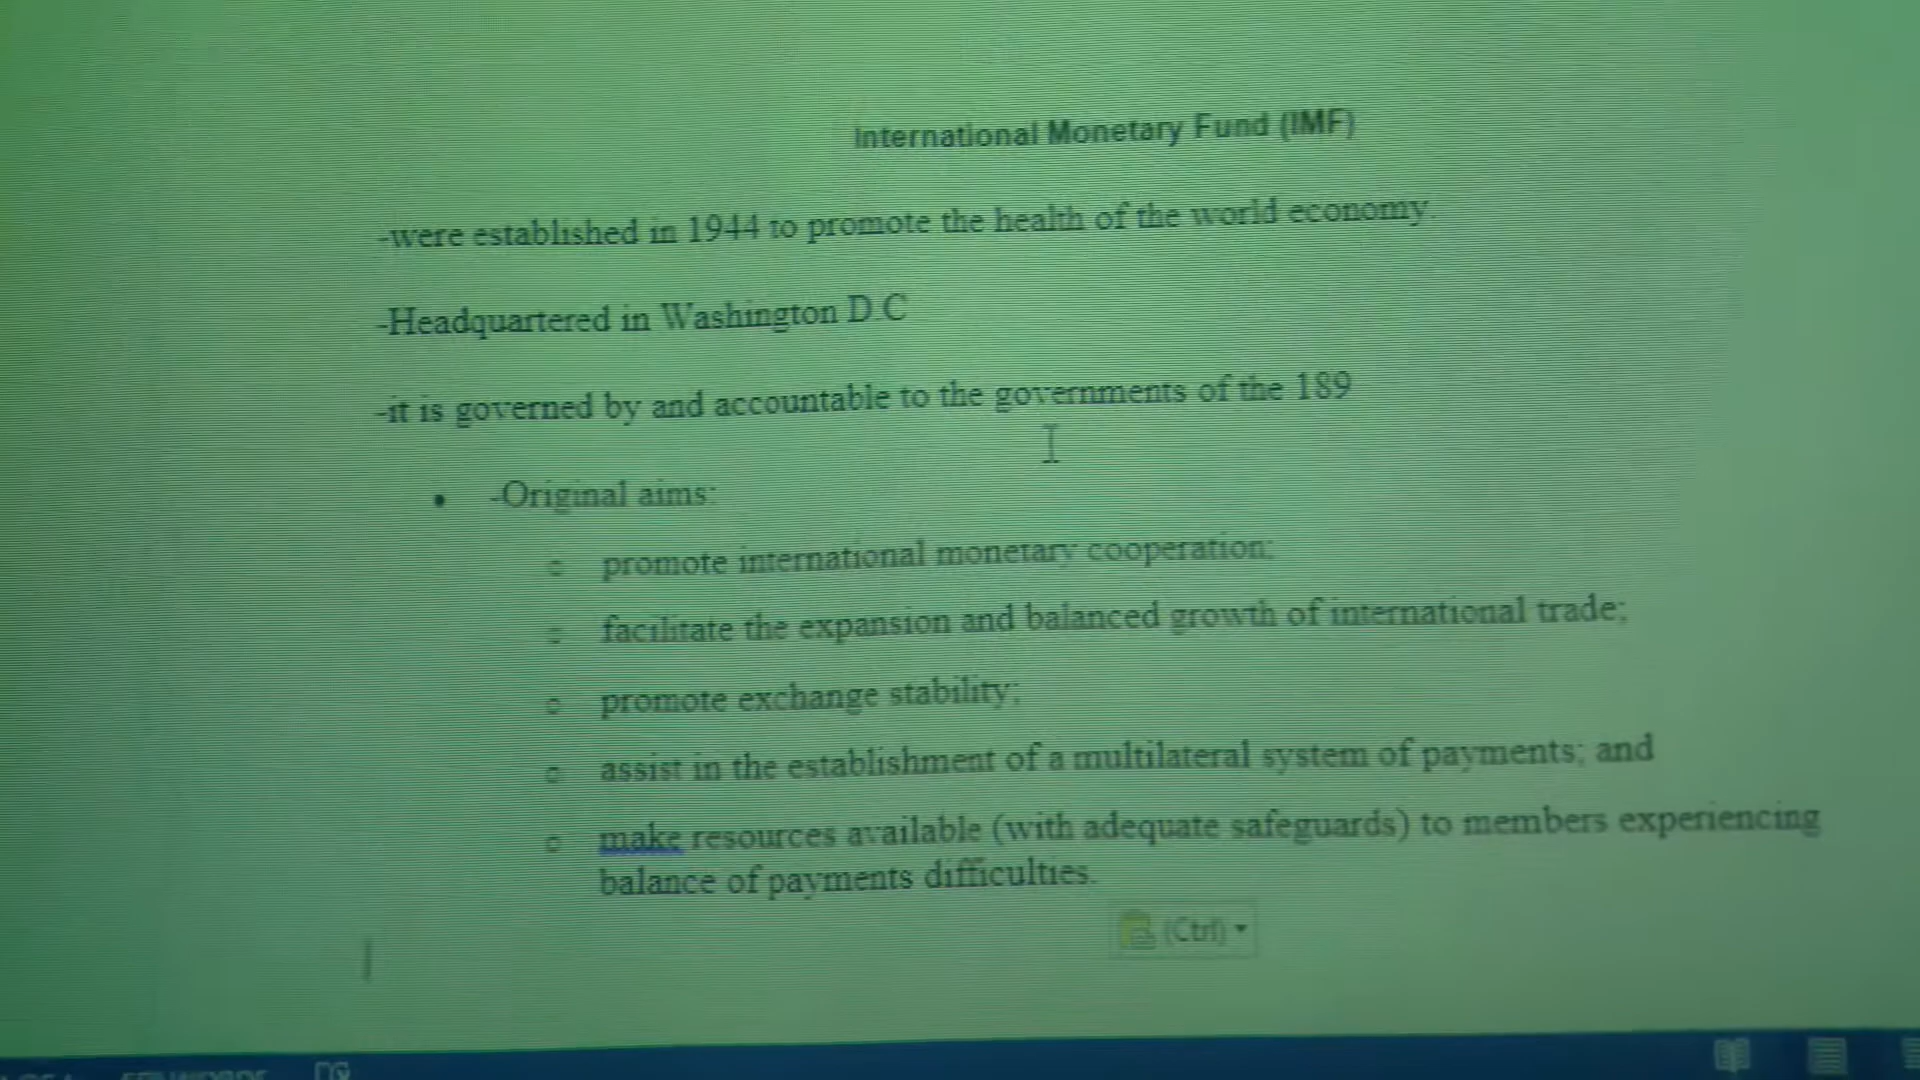 International Monetary Fund (IMF)
-were established in 1944 to promote the health of the world economy.
-Headquartered in Washington D.C
-it is governed by and accountable to the governments of the 189
• -Original aims:
o promote international monetary cooperation;
o facilitate the expansion and balanced growth of international trade;
o promote exchange stability;
o assist in the establishment of a multilateral system of payments; and
o make resources available (with adequate safeguards) to members experiencing
balance of payments difficulties.
(Ctrl)